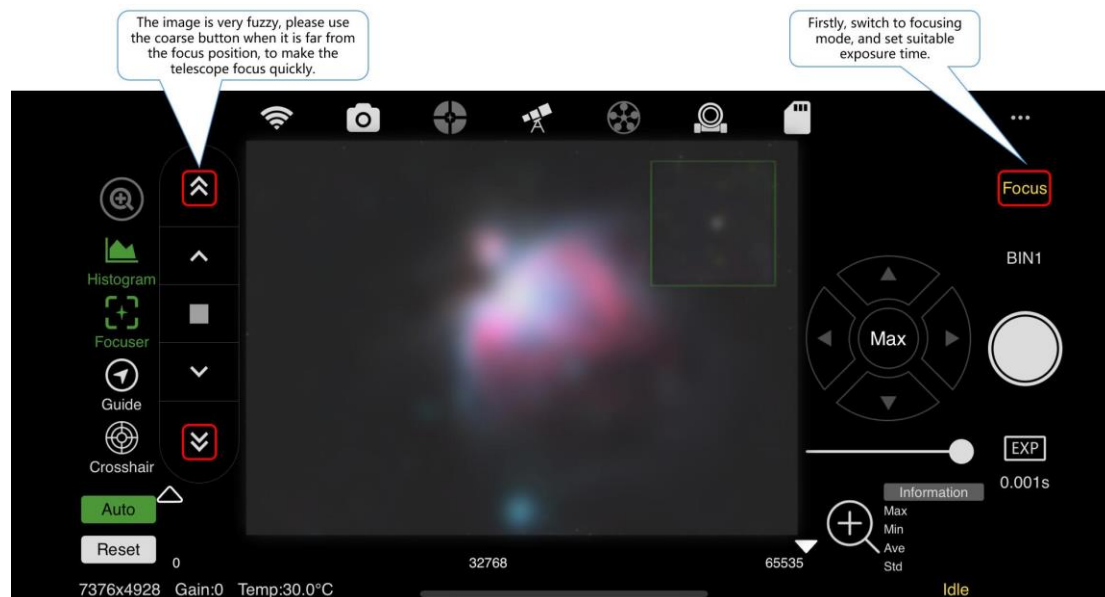 The image is very fuzzy, please use
the coarse button when it is far from
the focus position, to make the
telescope focus quickly.
Firstly, switch to focusing
mode, and set suitable
exposure time.
Focus
Histogram
BIN1
Focuser
Max
Guide
Crosshair
EXP
0.001s
Auto
Information
Max
Min
Ave
Std
Reset
0
32768
65535
7376x4928 Gain:0 Temp:30.0°C
Idle